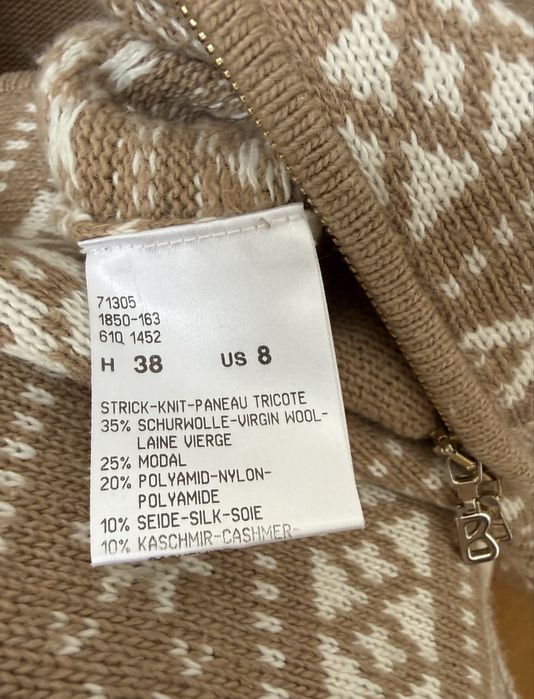 71305
1850-163
61Q 1452
H 38 US 8
STRICK-KNIT-PANEAU TRICOTE
35% SCHURWOLLE-VIRGIN WOOL-
LAINE VIERGE
25% MODAL
20% POLYAMID-NYLON-
POLYAMIDE
10% SEIDE-SILK-SOIE
10% KASCHMIR-CASHMER-
B